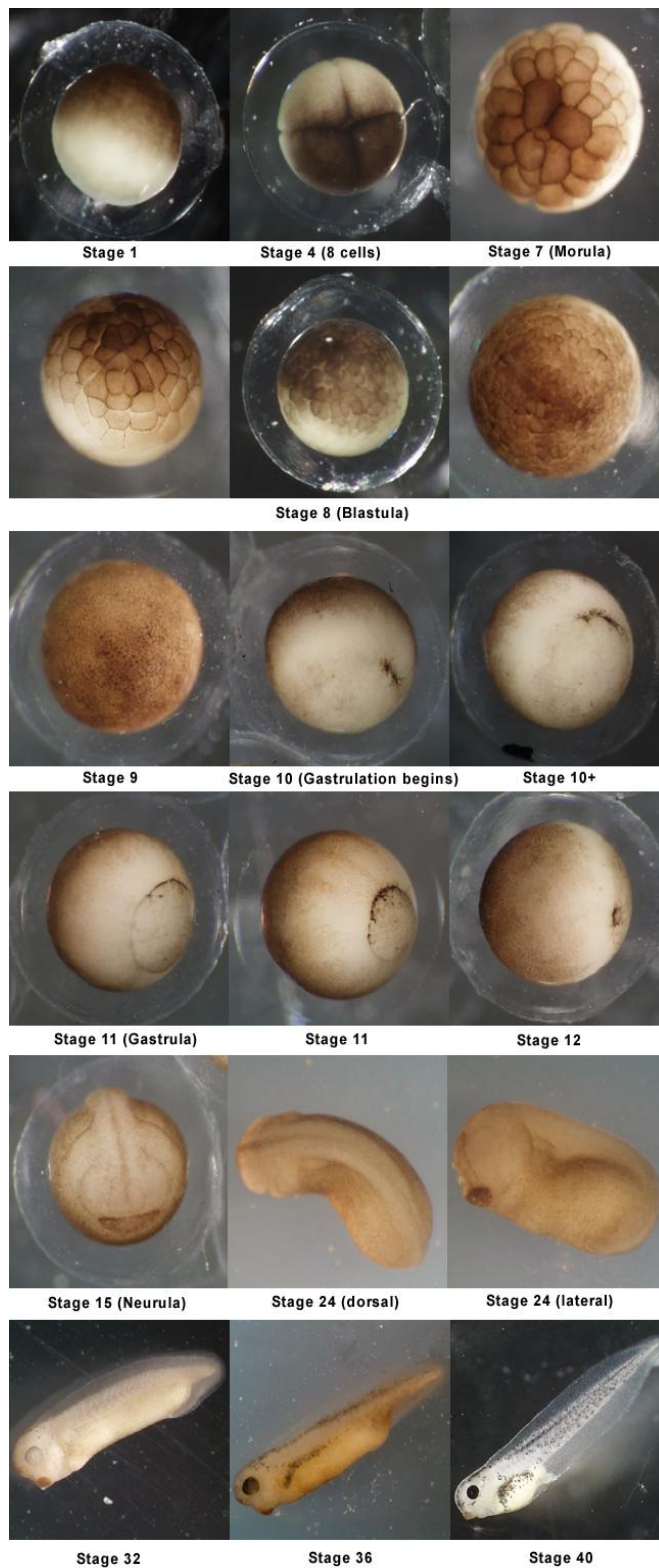 Stage 1 Stage 4 (8 cells) Stage 7 (Morula)
Stage 8 (Blastula)
Stage 9 Stage 10 (Gastrulation begins) Stage 10+
Stage 11 (Gastrula) Stage 11 Stage 12
Stage 15 (Neurula) Stage 24 (dorsal) Stage 24 (lateral)
Stage 32 Stage 36 Stage 40